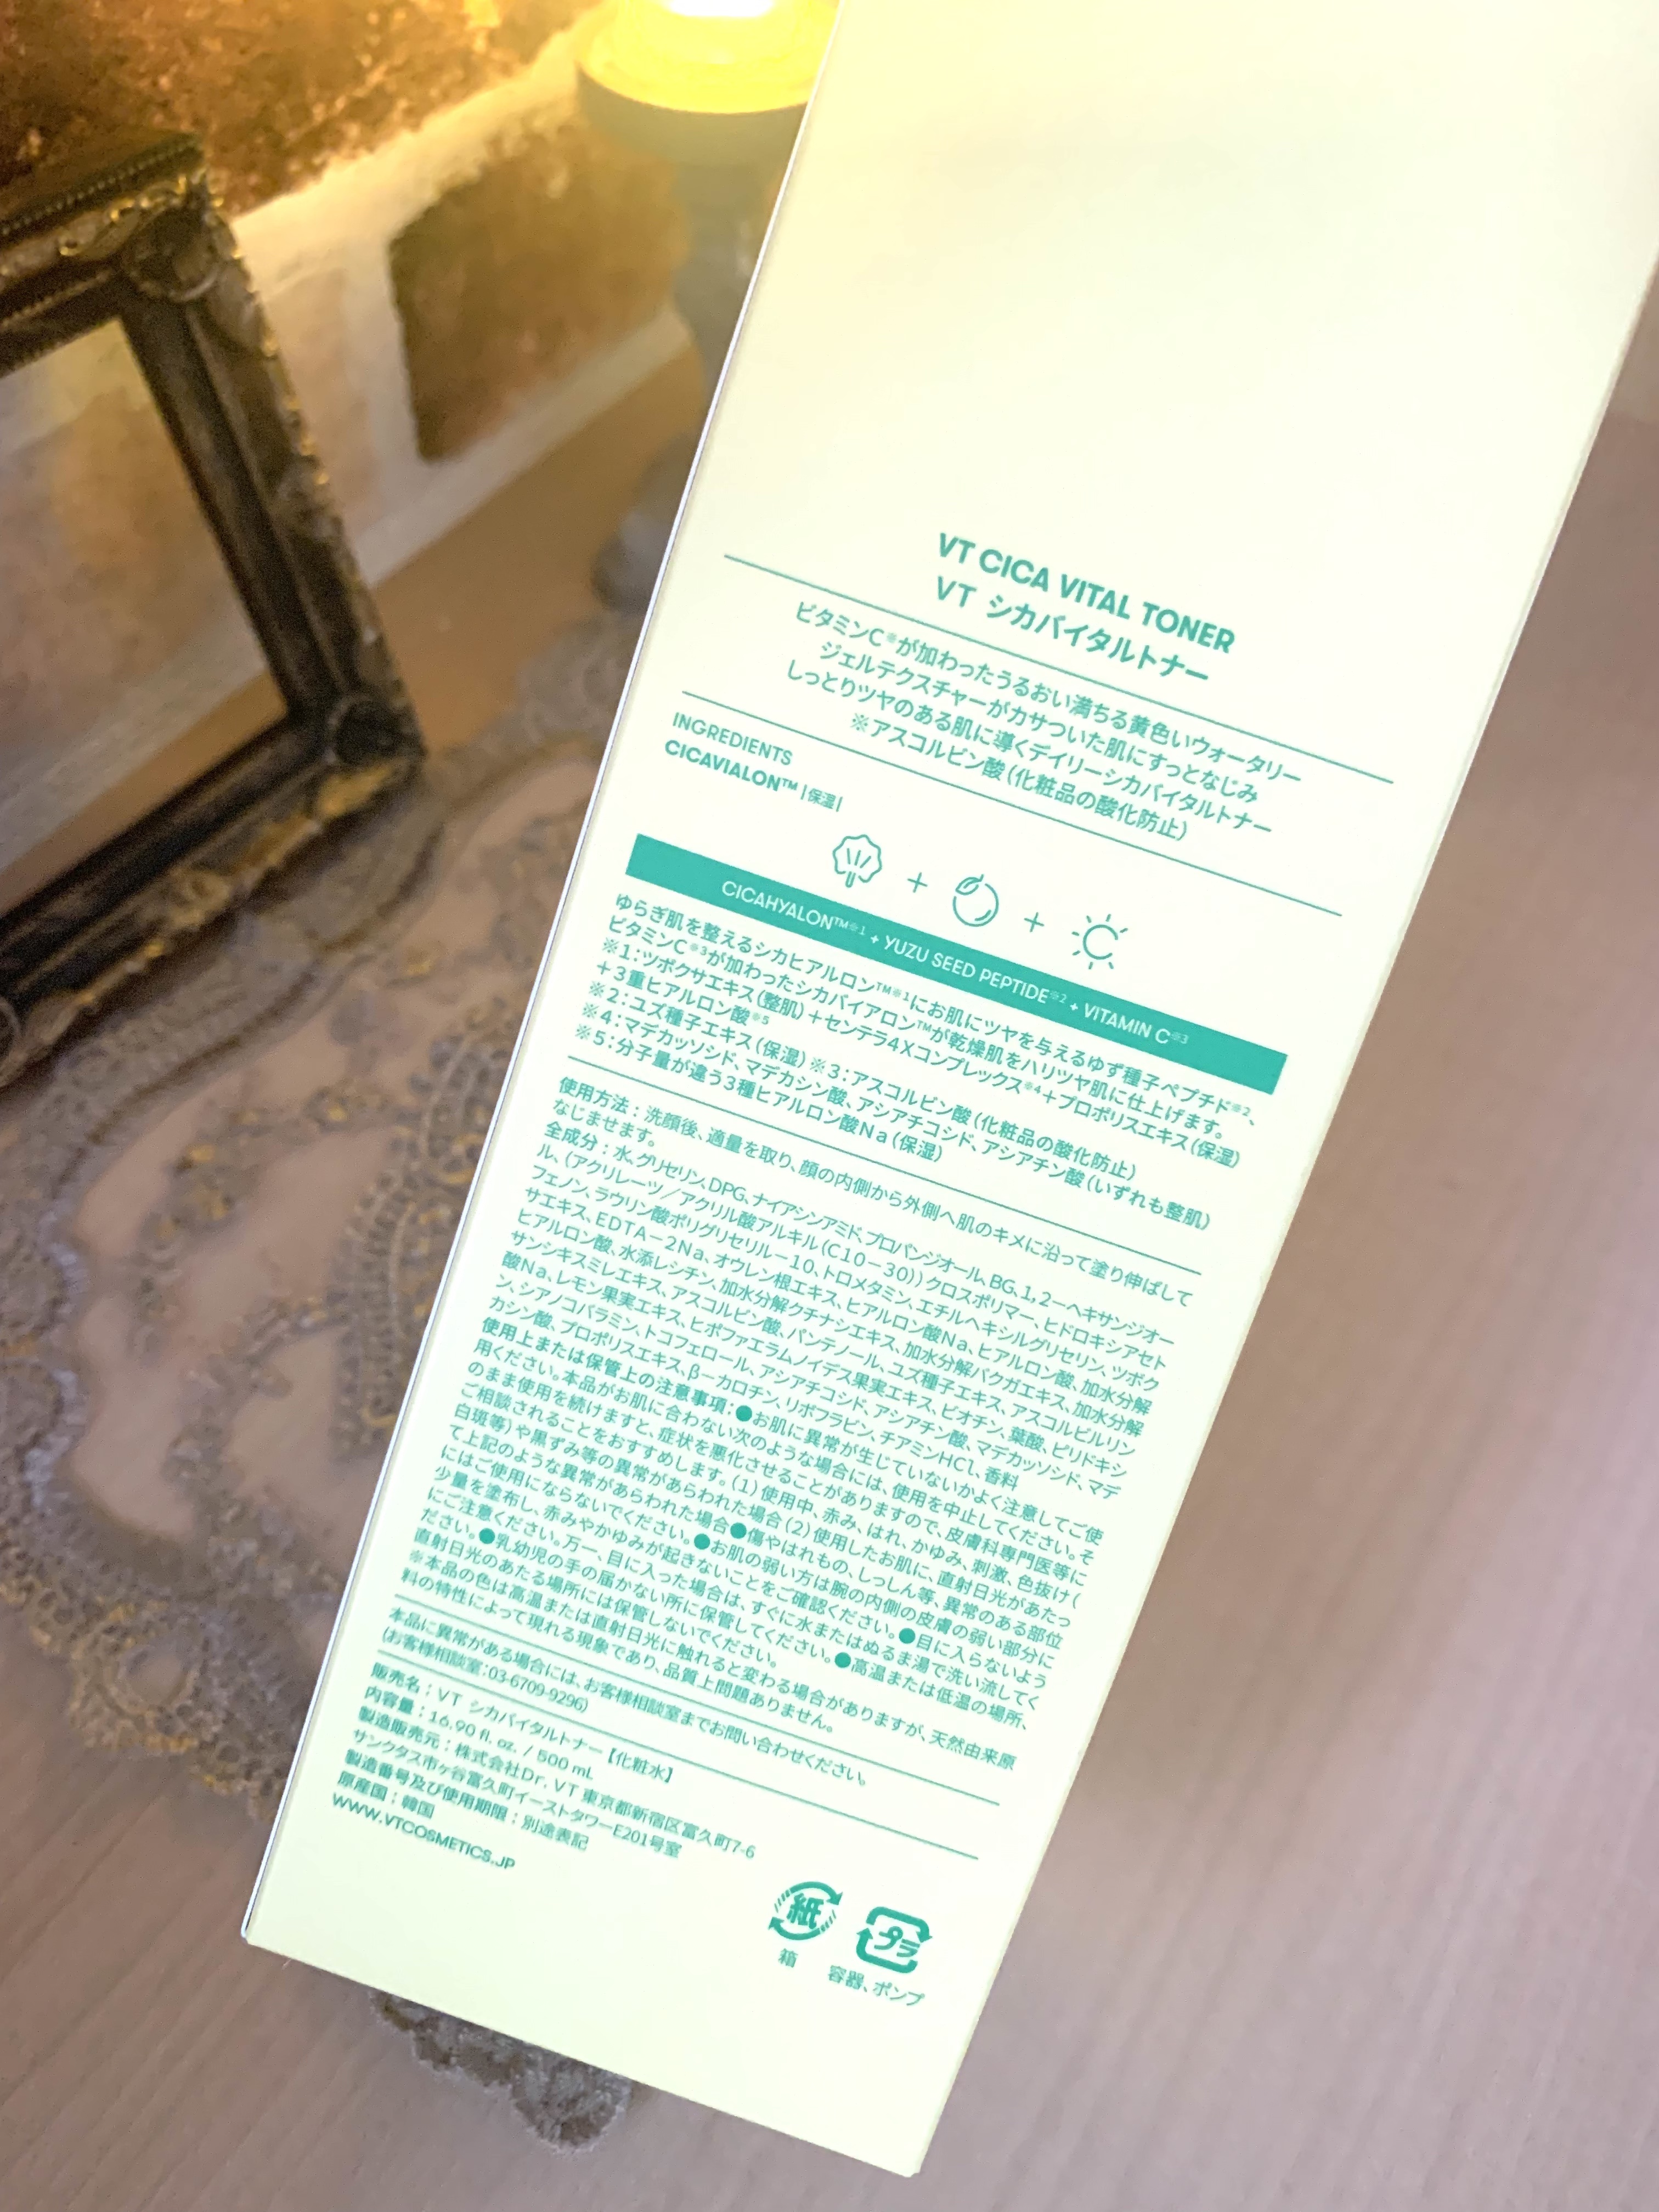 VT CICA VITAL TONER
VT シカバイタルトナー
ビタミンC※が加わったうるおい満ちる黄色いウォータリー
ジェルテクスチャーがカサついた肌にすっとなじみ
しっとりツヤのある肌に導くデイリーシカバイタルトナー
※アスコルビン酸（化粧品の酸化防止）
INGREDIENTS
CICAVIALON™ |保湿|
+ +
CICAHYALON™※1 + YUZU SEED PEPTIDE※2 + VITAMIN C※3
ゆらぎ肌を整えるシカヒアルロン™※1にお肌にツヤを与えるゆず種子ペプチド※2、
ビタミンC※3が加わったシカバイアロン™が乾燥肌をハリツヤ肌に仕上げます。
※1：ツボクサエキス（整肌）＋センテラ4Xコンプレックス※4＋プロポリスエキス（保湿）
＋3重ヒアルロン酸※5
※2：ユズ種子エキス（保湿）※3：アスコルビン酸（化粧品の酸化防止）
※4：マデカッソシド、マデカシン酸、アシアチコシド、アシアチン酸（いずれも整肌）
※5：分子量が違う3種ヒアルロン酸Na（保湿）
使用方法：洗顔後、適量を取り、顔の内側から外側へ肌のキメに沿って塗り伸ばして
なじませます。
全成分：水、グリセリン、DPG、ナイアシンアミド、プロパンジオール、BG、1,2－ヘキサンジオー
ル、（アクリレーツ／アクリル酸アルキル（C10－30））クロスポリマー、ヒドロキシアセト
フェノン、ラウリン酸ポリグリセリル－10、トロメタミン、エチルヘキシルグリセリン、ツボク
サエキス、EDTA－2Na、オウレン根エキス、ヒアルロン酸Na、ヒアルロン酸、加水分解
ヒアルロン酸、水添レシチン、加水分解クチナシエキス、加水分解バクガエキス、加水分解
サンシキスミレエキス、アスコルビン酸、パンテノール、ユズ種子エキス、アスコルビルリン
酸Na、レモン果実エキス、ヒポファエラムノイデス果実エキス、ビオチン、葉酸、ピリドキシ
ン、シアノコバラミン、トコフェロール、アシアチコシド、アシアチン酸、マデカッソシド、マデ
カシン酸、プロポリスエキス、β－カロチン、リボフラビン、チアミンHCl、香料
使用上または保管上の注意事項：●お肌に異常が生じていないかよく注意してご使
用ください。本品がお肌に合わない次のような場合には、使用を中止してください。そ
のまま使用を続けますと、症状を悪化させることがありますので、皮膚科専門医等に
ご相談されることをおすすめします。（1）使用中、赤み、はれ、かゆみ、刺激、色抜け（
白斑等）や黒ずみ等の異常があらわれた場合（2）使用したお肌に、直射日光があたっ
て上記のような異常があらわれた場合●傷やはれもの、しっしん等、異常のある部位
にはご使用にならないでください。●お肌の弱い方は腕の内側の皮膚の弱い部分に
少量を塗布し、赤みやかゆみが起きないことをご確認ください。●目に入らないよう
にご注意ください。万一、目に入った場合は、すぐに水またはぬるま湯で洗い流してく
ださい。●乳幼児の手の届かない所に保管してください。●高温または低温の場所、
直射日光のあたる場所には保管しないでください。
※本品の色は高温または直射日光に触れると変わる場合がありますが、天然由来原
料の特性によって現れる現象であり、品質上問題ありません。
本品に異常がある場合には、お客様相談室までお問い合わせください。
(お客様相談室：03-6709-9296)
販売名：VT シカバイタルトナー【化粧水】
内容量：16.90 fl. oz. / 500 mL
製造販売元：株式会社Dr. VT 東京都新宿区富久町7-6
サンクタス市ヶ谷富久町イーストタワーE201号室
製造番号及び使用期限：別途表記
原産国：韓国
WWW.VTCOSMETICS.JP
紙 プラ
箱 容器、ポンプ